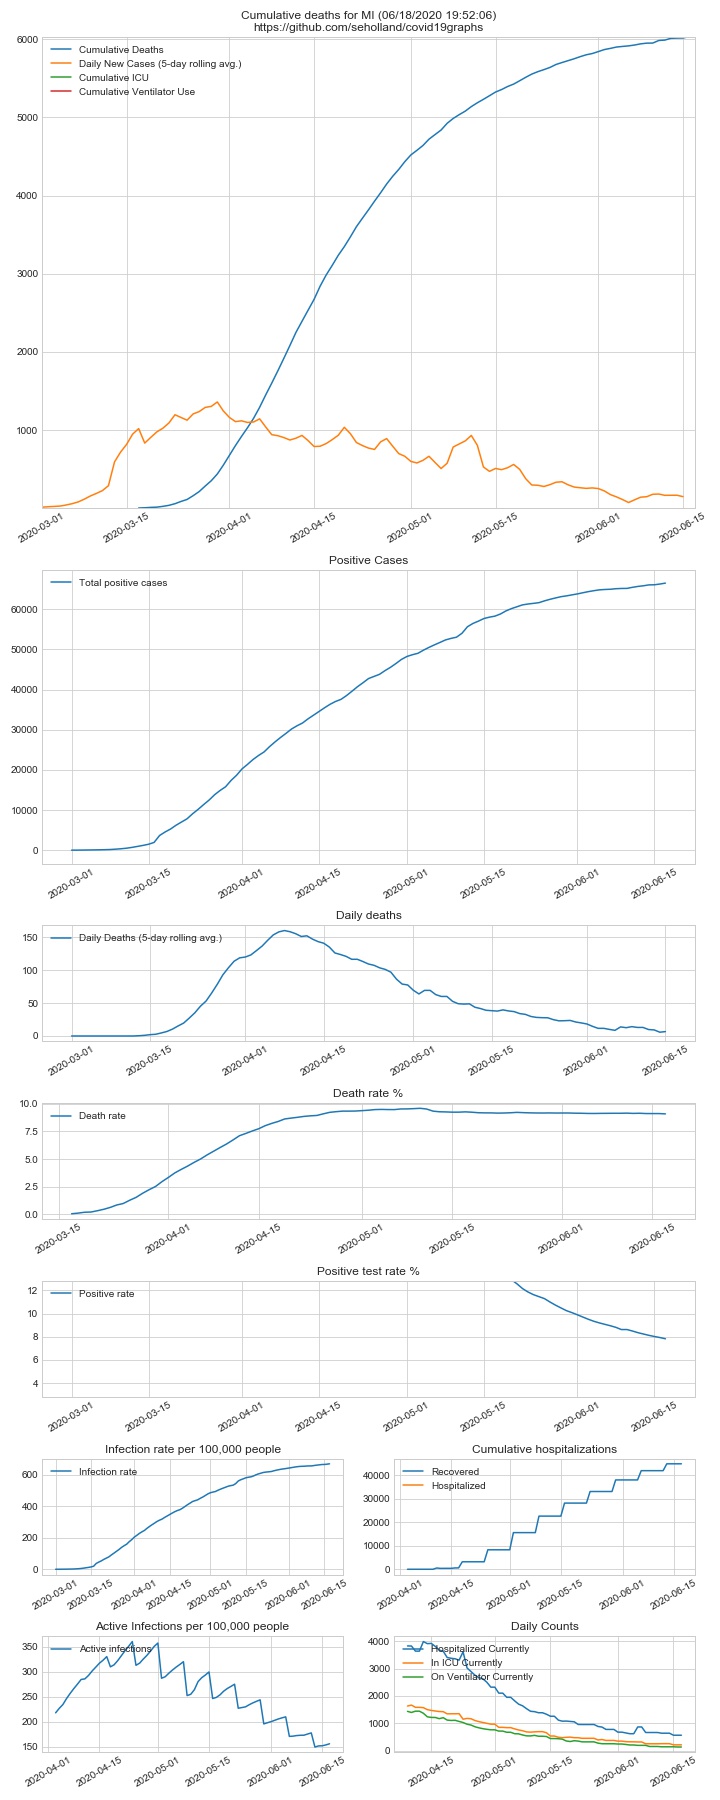 Cumulative deaths for MI (06/18/2020 19:52:06)
https://github.com/seholland/covid19graphs
Cumulative Deaths
Daily New Cases (5-day rolling avg.)
Cumulative ICU
Cumulative Ventilator Use
6000
5000
4000
3000
2000
1000
2020-03-01 2020-03-15 2020-04-01 2020-04-15 2020-05-01 2020-05-15 2020-06-01 2020-06-15
Positive Cases
Total positive cases
60000
50000
40000
30000
20000
10000
0
2020-03-01 2020-03-15 2020-04-01 2020-04-15 2020-05-01 2020-05-15 2020-06-01 2020-06-15
Daily deaths
Daily Deaths (5-day rolling avg.)
150
100
50
0
2020-03-01 2020-03-15 2020-04-01 2020-04-15 2020-05-01 2020-05-15 2020-06-01 2020-06-15
Death rate %
Death rate
10.0
7.5
5.0
2.5
0.0
2020-03-15 2020-04-01 2020-04-15 2020-05-01 2020-05-15 2020-06-01 2020-06-15
Positive test rate %
Positive rate
12
10
8
6
4
2020-03-01 2020-03-15 2020-04-01 2020-04-15 2020-05-01 2020-05-15 2020-06-01 2020-06-15
Infection rate per 100,000 people
Infection rate
600
400
200
0
2020-03-01 2020-03-15 2020-04-01 2020-04-15 2020-05-01 2020-05-15 2020-06-01 2020-06-15
Cumulative hospitalizations
Recovered
Hospitalized
40000
30000
20000
10000
0
2020-04-01 2020-04-15 2020-05-01 2020-05-15 2020-06-01 2020-06-15
Active Infections per 100,000 people
Active infections
350
300
250
200
150
2020-04-01 2020-04-15 2020-05-01 2020-05-15 2020-06-01 2020-06-15
Daily Counts
Hospitalized Currently
In ICU Currently
On Ventilator Currently
4000
3000
2000
1000
0
2020-04-15 2020-05-01 2020-05-15 2020-06-01 2020-06-15